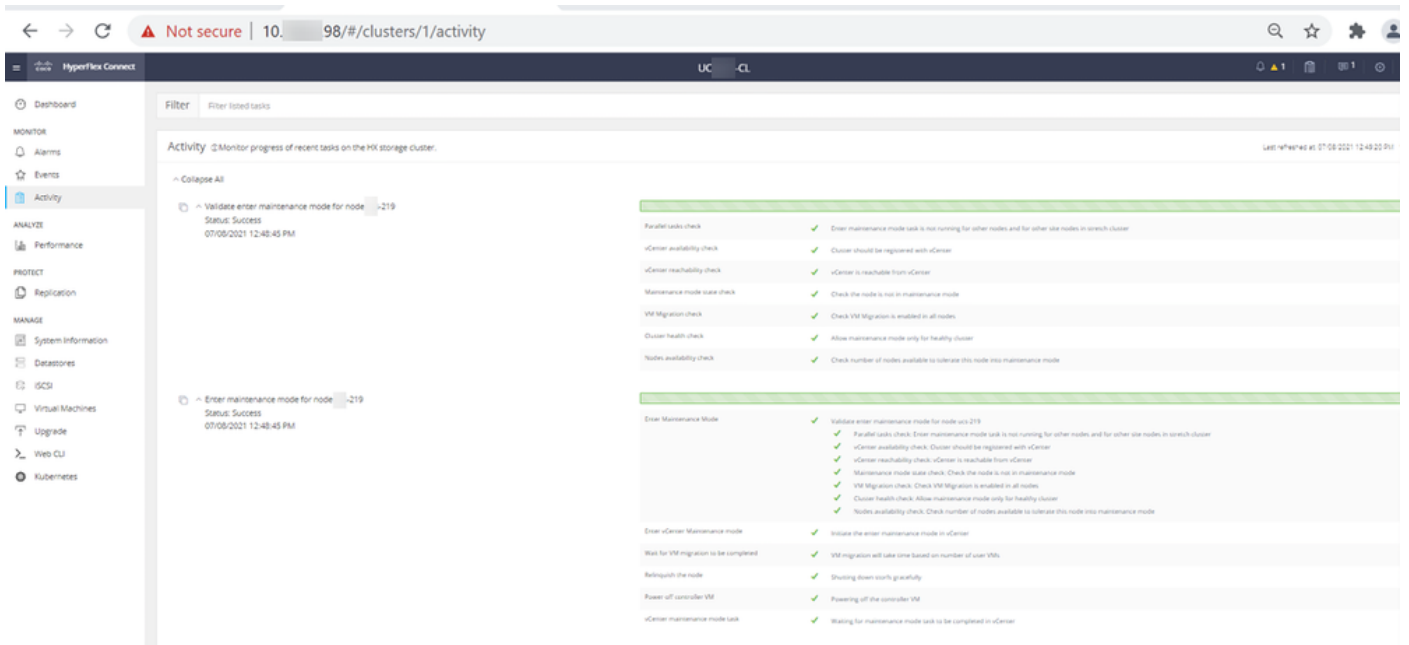 Not secure | 10. 98/#/clusters/1/activity
HyperFlex Connect
UC -CL
1
1
Dashboard
MONITOR
Alarms
Events
Activity
ANALYZE
Performance
PROTECT
Replication
MANAGE
System Information
Datastores
iSCSI
Virtual Machines
Upgrade
Web CLI
Kubernetes
Filter Filter listed tasks
Activity Monitor progress of recent tasks on the HX storage cluster.
Last refreshed at: 07/08/2021 12:49:20 PM
Collapse All
Validate enter maintenance mode for node -219
Status: Success
07/08/2021 12:48:45 PM
Parallel tasks check Enter maintenance mode task is not running for other nodes and for other site nodes in stretch cluster
vCenter availability check Cluster should be registered with vCenter
vCenter reachability check vCenter is reachable from vCenter
Maintenance mode state check Check the node is not in maintenance mode
VM Migration check Check VM Migration is enabled in all nodes
Cluster health check Allow maintenance mode only for healthy cluster
Nodes availability check Check number of nodes available to tolerate this node into maintenance mode
Enter maintenance mode for node -219
Status: Success
07/08/2021 12:48:45 PM
Enter Maintenance Mode Validate enter maintenance mode for node ucs-219
Parallel tasks check: Enter maintenance mode task is not running for other nodes and for other site nodes in stretch cluster
vCenter availability check: Cluster should be registered with vCenter
vCenter reachability check: vCenter is reachable from vCenter
Maintenance mode state check: Check the node is not in maintenance mode
VM Migration check: Check VM Migration is enabled in all nodes
Cluster health check: Allow maintenance mode only for healthy cluster
Nodes availability check: Check number of nodes available to tolerate this node into maintenance mode
Enter vCenter Maintenance mode Initiate the enter maintenance mode in vCenter
Wait for VM migration to be completed VM migration will take time based on number of user VMs
Relinquish the node Shutting down storfs gracefully
Power off controller VM Powering off the controller VM
vCenter maintenance mode task Waiting for maintenance mode task to be completed in vCenter